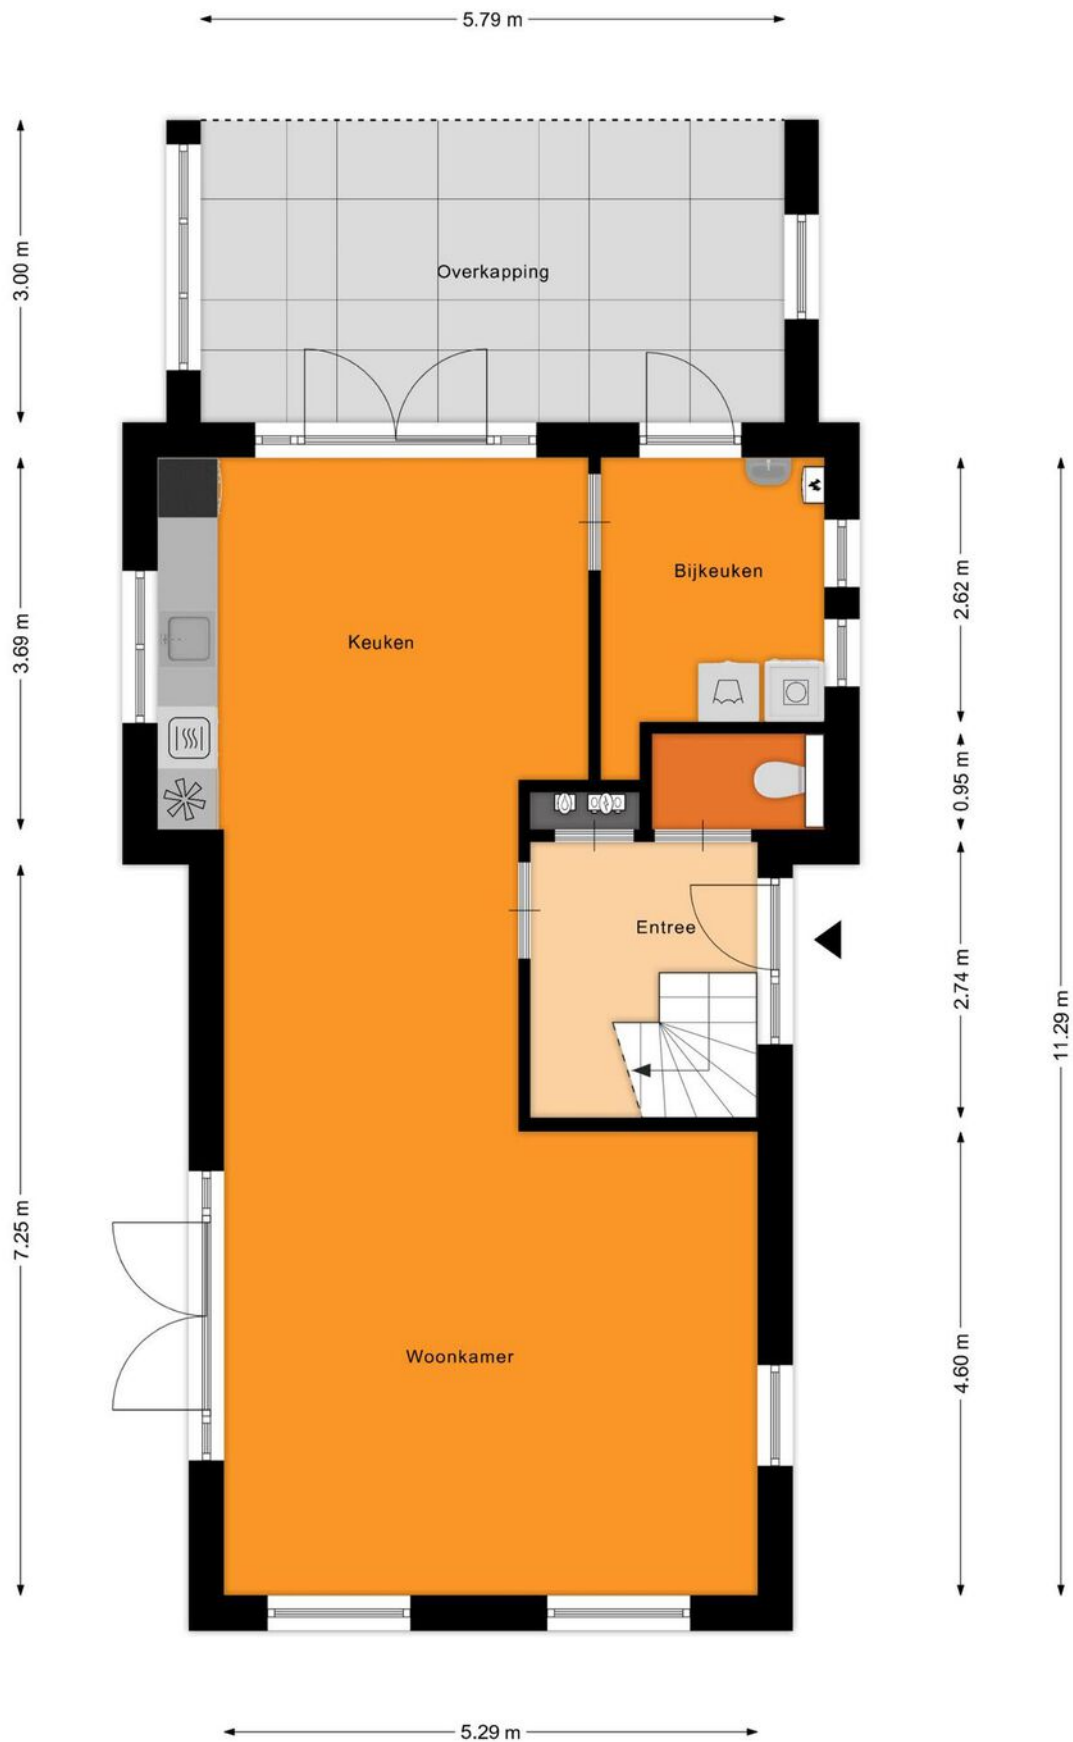 5.79 m
3.00 m
Overkapping
Bijkeuken
2.62 m
3.69 m
Keuken
0.95 m
Entree
2.74 m
11.29 m
7.25 m
Woonkamer
4.60 m
5.29 m